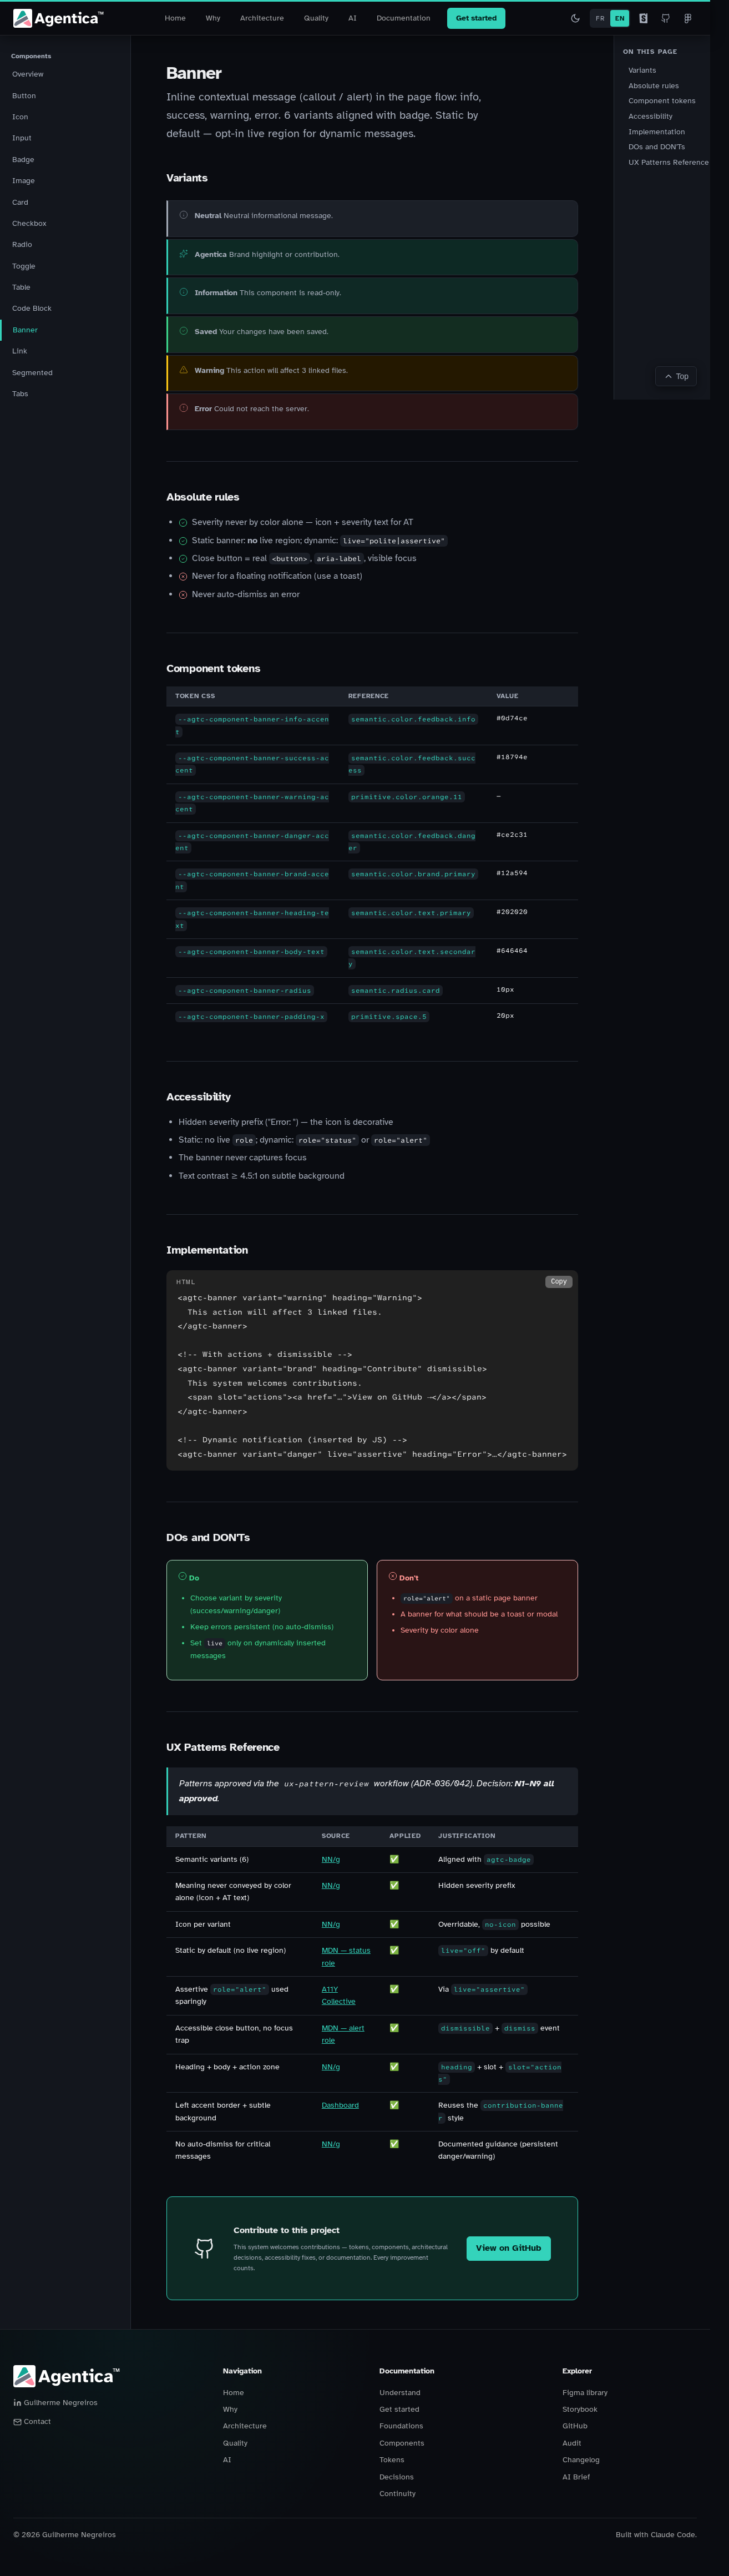 Agentica™
Home Why Architecture Quality AI Documentation Get started FR EN
Components
Overview
Button
Icon
Input
Badge
Image
Card
Checkbox
Radio
Toggle
Table
Code Block
Banner
Link
Segmented
Tabs
ON THIS PAGE
Variants
Absolute rules
Component tokens
Accessibility
Implementation
DOs and DON'Ts
UX Patterns Reference
Top
Banner
Inline contextual message (callout / alert) in the page flow: info,
success, warning, error. 6 variants aligned with badge. Static by
default — opt-in live region for dynamic messages.
Variants
Neutral Neutral informational message.
Agentica Brand highlight or contribution.
Information This component is read-only.
Saved Your changes have been saved.
Warning This action will affect 3 linked files.
Error Could not reach the server.
Absolute rules
Severity never by color alone — icon + severity text for AT
Static banner: no live region; dynamic: live="polite|assertive"
Close button = real <button>, aria-label, visible focus
Never for a floating notification (use a toast)
Never auto-dismiss an error
Component tokens
TOKEN CSS REFERENCE VALUE
--agtc-component-banner-info-accen semantic.color.feedback.info #0d74ce
t
--agtc-component-banner-success-ac semantic.color.feedback.succ #18794e
cent ess
--agtc-component-banner-warning-ac primitive.color.orange.11 —
cent
--agtc-component-banner-danger-acc semantic.color.feedback.dang #ce2c31
ent er
--agtc-component-banner-brand-acce semantic.color.brand.primary #12a594
nt
--agtc-component-banner-heading-te semantic.color.text.primary #202020
xt
--agtc-component-banner-body-text semantic.color.text.secondar #646464
y
--agtc-component-banner-radius semantic.radius.card 10px
--agtc-component-banner-padding-x primitive.space.5 20px
Accessibility
Hidden severity prefix ("Error: ") — the icon is decorative
Static: no live role; dynamic: role="status" or role="alert"
The banner never captures focus
Text contrast ≥ 4.5:1 on subtle background
Implementation
HTML Copy
<agtc-banner variant="warning" heading="Warning">
This action will affect 3 linked files.
</agtc-banner>
<!-- With actions + dismissible -->
<agtc-banner variant="brand" heading="Contribute" dismissible>
This system welcomes contributions.
<span slot="actions"><a href="…">View on GitHub →</a></span>
</agtc-banner>
<!-- Dynamic notification (inserted by JS) -->
<agtc-banner variant="danger" live="assertive" heading="Error">…</agtc-banner>
DOs and DON'Ts
Do
Choose variant by severity
(success/warning/danger)
Keep errors persistent (no auto-dismiss)
Set live only on dynamically inserted
messages
Don't
role="alert" on a static page banner
A banner for what should be a toast or modal
Severity by color alone
UX Patterns Reference
Patterns approved via the ux-pattern-review workflow (ADR-036/042). Decision: N1–N9 all
approved.
PATTERN SOURCE APPLIED JUSTIFICATION
Semantic variants (6) NN/g ✅ Aligned with agtc-badge
Meaning never conveyed by color NN/g ✅ Hidden severity prefix
alone (icon + AT text)
Icon per variant NN/g ✅ Overridable, no-icon possible
Static by default (no live region) MDN — status ✅ live="off" by default
role
Assertive role="alert" used A11Y ✅ Via live="assertive"
sparingly Collective
Accessible close button, no focus MDN — alert ✅ dismissible + dismiss event
trap role
Heading + body + action zone NN/g ✅ heading + slot + slot="action
s"
Left accent border + subtle Dashboard ✅ Reuses the contribution-banne
background r style
No auto-dismiss for critical NN/g ✅ Documented guidance (persistent
messages danger/warning)
Contribute to this project
This system welcomes contributions — tokens, components, architectural
decisions, accessibility fixes, or documentation. Every improvement
counts.
View on GitHub
Agentica™
Guilherme Negreiros
Contact
Navigation
Home
Why
Architecture
Quality
AI
Documentation
Understand
Get started
Foundations
Components
Tokens
Decisions
Continuity
Explorer
Figma library
Storybook
GitHub
Audit
Changelog
AI Brief
© 2026 Guilherme Negreiros Built with Claude Code.